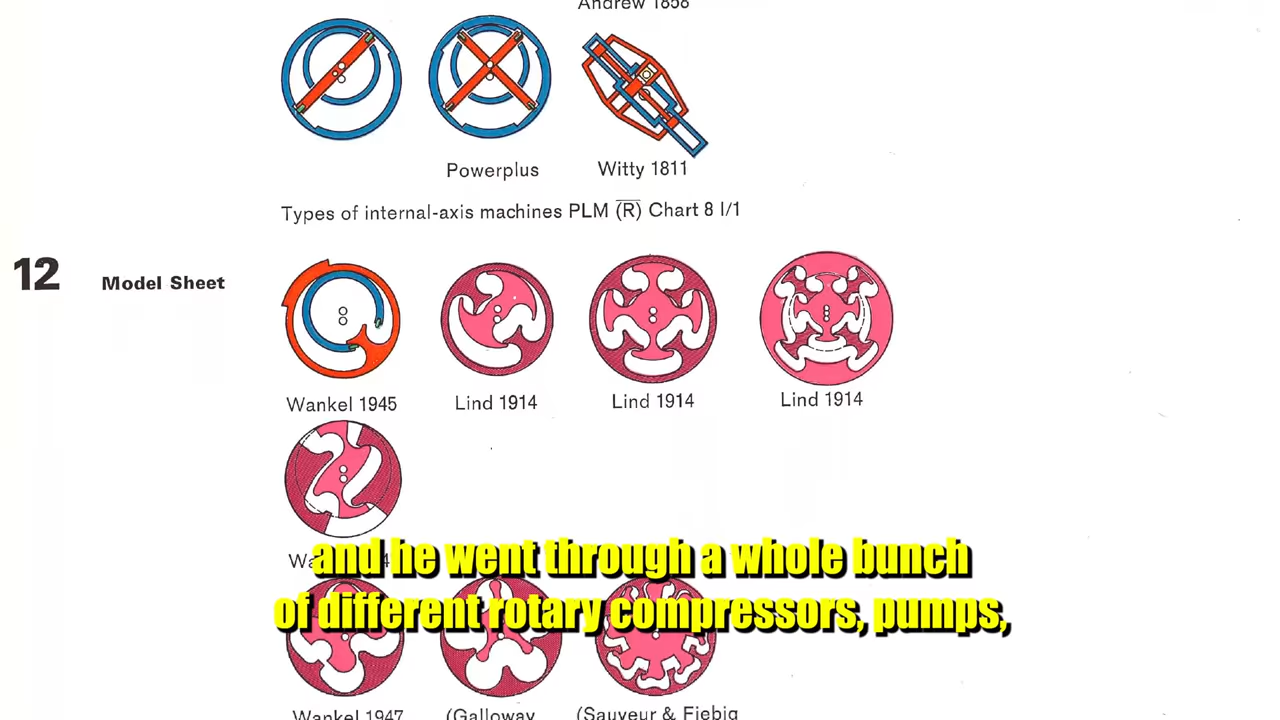 Andrew 1858
Powerplus
Witty 1811
Types of internal-axis machines PLM (R̅) Chart 8 I/1
12
Model Sheet
Wankel 1945
Lind 1914
Lind 1914
Lind 1914
and he went through a whole bunch
of different rotary compressors, pumps,
Wankel 1947
(Galloway
(Sauveur & Fiebig